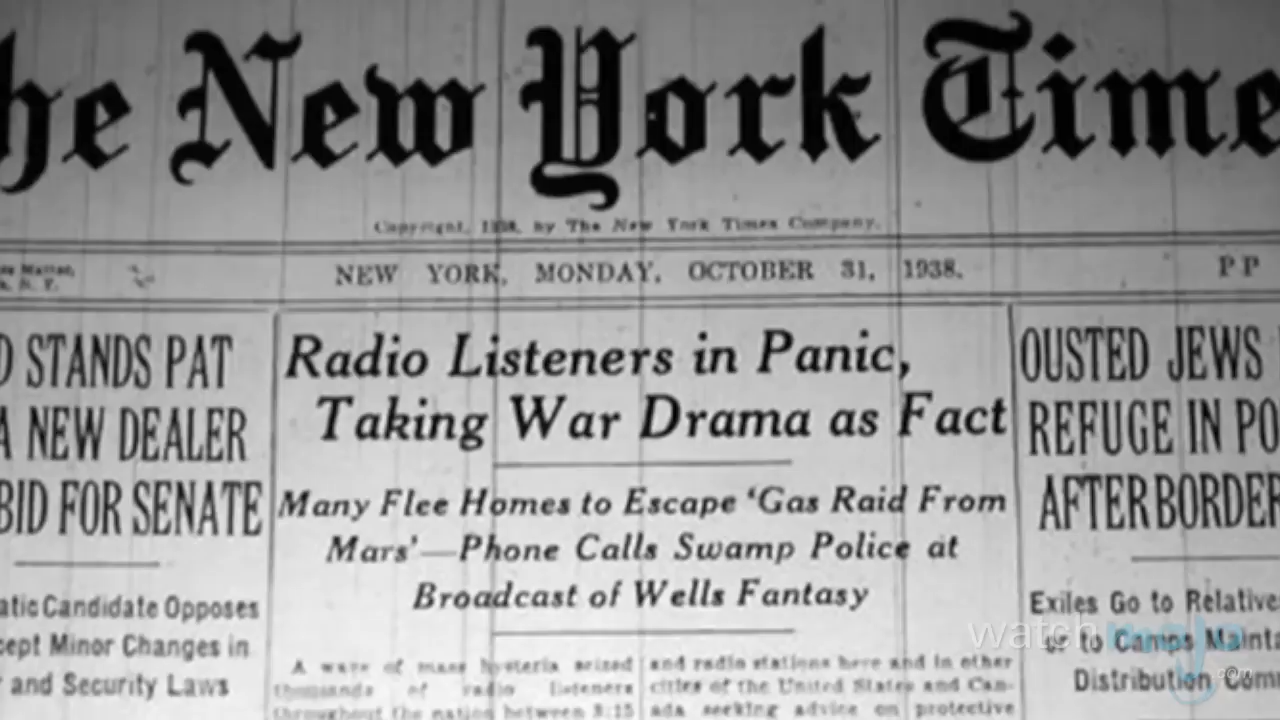 he New York Time
Copyright, 1938, by The New York Times Company.
NEW YORK, MONDAY, OCTOBER 31, 1938.
P P
D STANDS PAT
A NEW DEALER
BID FOR SENATE
atic Candidate Opposes
cept Minor Changes in
r and Security Laws
Radio Listeners in Panic,
Taking War Drama as Fact
Many Flee Homes to Escape ‘Gas Raid From
Mars’—Phone Calls Swamp Police at
Broadcast of Wells Fantasy
A wave of mass hysteria seized
thousands of radio listeners
throughout the nation between 8:15
and radio stations here and in other
cities of the United States and Can-
ada seeking advice on protective
OUSTED JEWS
REFUGE IN PO
AFTER BORDER
Exiles Go to Relative
or to Camps Mainta
Distribution Com
watchmojo
.com